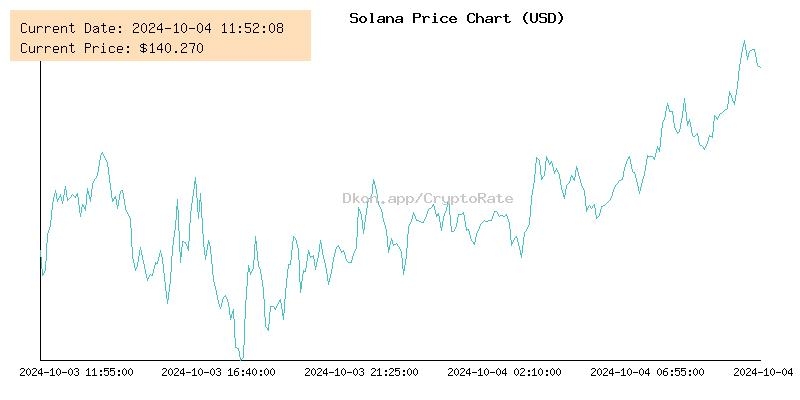 Solana Price Chart (USD)
Current Date: 2024-10-04 11:52:08
Current Price: $140.270
Dkon.app/CryptoRate
2024-10-03 11:55:00 2024-10-03 16:40:00 2024-10-03 21:25:00 2024-10-04 02:10:00 2024-10-04 06:55:00 2024-10-04